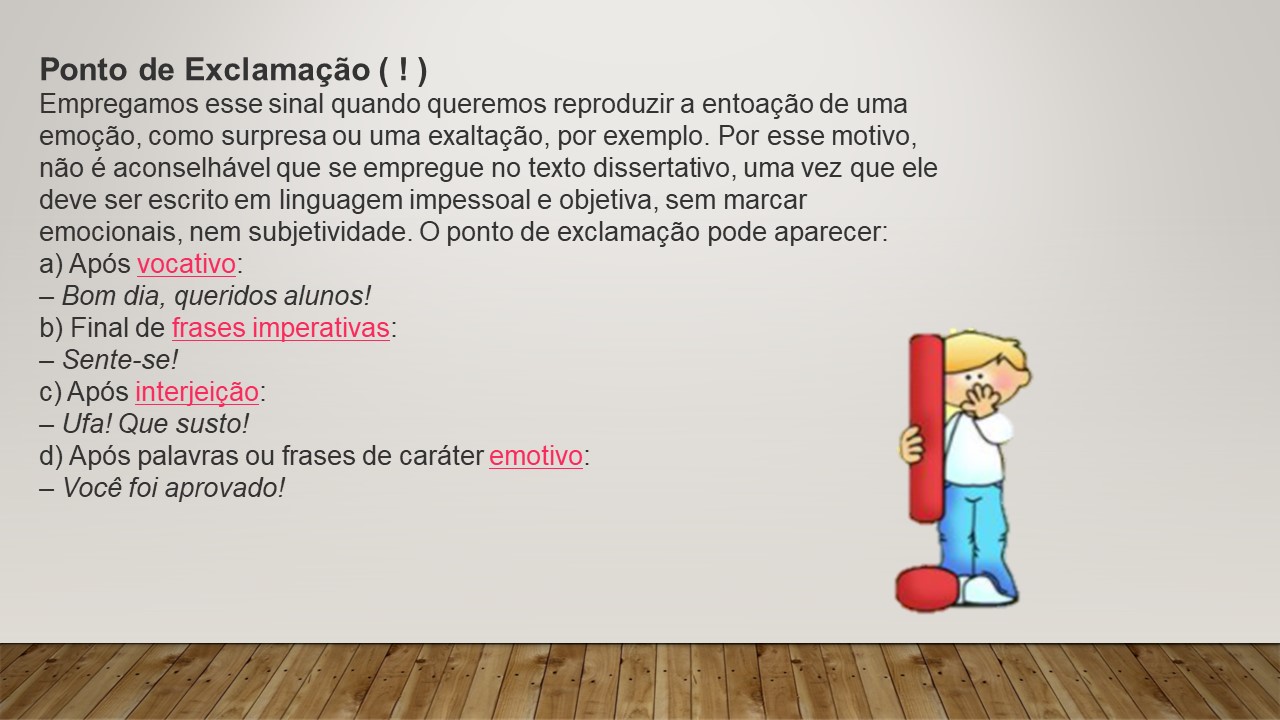 Ponto de Exclamação ( ! )
Empregamos esse sinal quando queremos reproduzir a entoação de uma
emoção, como surpresa ou uma exaltação, por exemplo. Por esse motivo,
não é aconselhável que se empregue no texto dissertativo, uma vez que ele
deve ser escrito em linguagem impessoal e objetiva, sem marcar
emocionais, nem subjetividade. O ponto de exclamação pode aparecer:
a) Após vocativo:
– Bom dia, queridos alunos!
b) Final de frases imperativas:
– Sente-se!
c) Após interjeição:
– Ufa! Que susto!
d) Após palavras ou frases de caráter emotivo:
– Você foi aprovado!